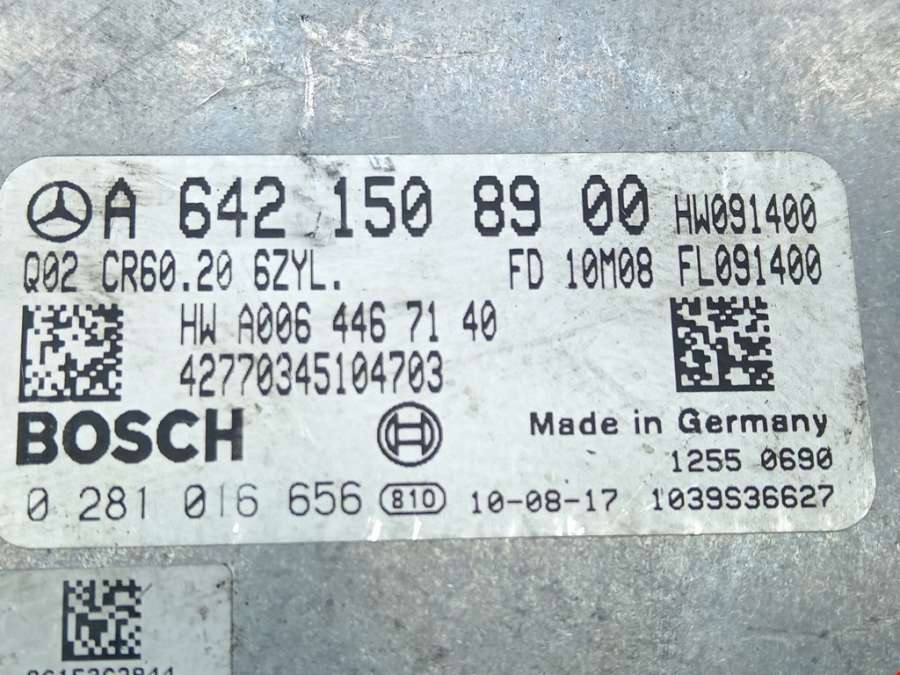 A 642 150 89 00 HW091400
Q02 CR60.20 6ZYL. FD 10M08 FL091400
HW A006 446 71 40
42770345104703
BOSCH
Made in Germany
1255 0690
0 281 016 656 810 10-08-17 1039S36627